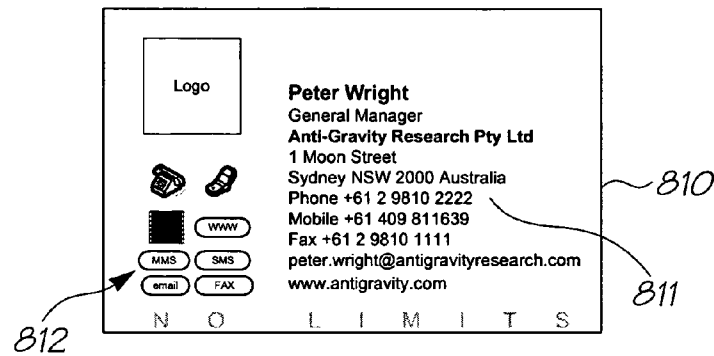 Logo
Peter Wright
General Manager
Anti-Gravity Research Pty Ltd
1 Moon Street
Sydney NSW 2000 Australia
Phone +61 2 9810 2222
Mobile +61 409 811639
Fax +61 2 9810 1111
peter.wright@antigravityresearch.com
www.antigravity.com
WWW
MMS SMS
email FAX
NO LIMITS
810
811
812